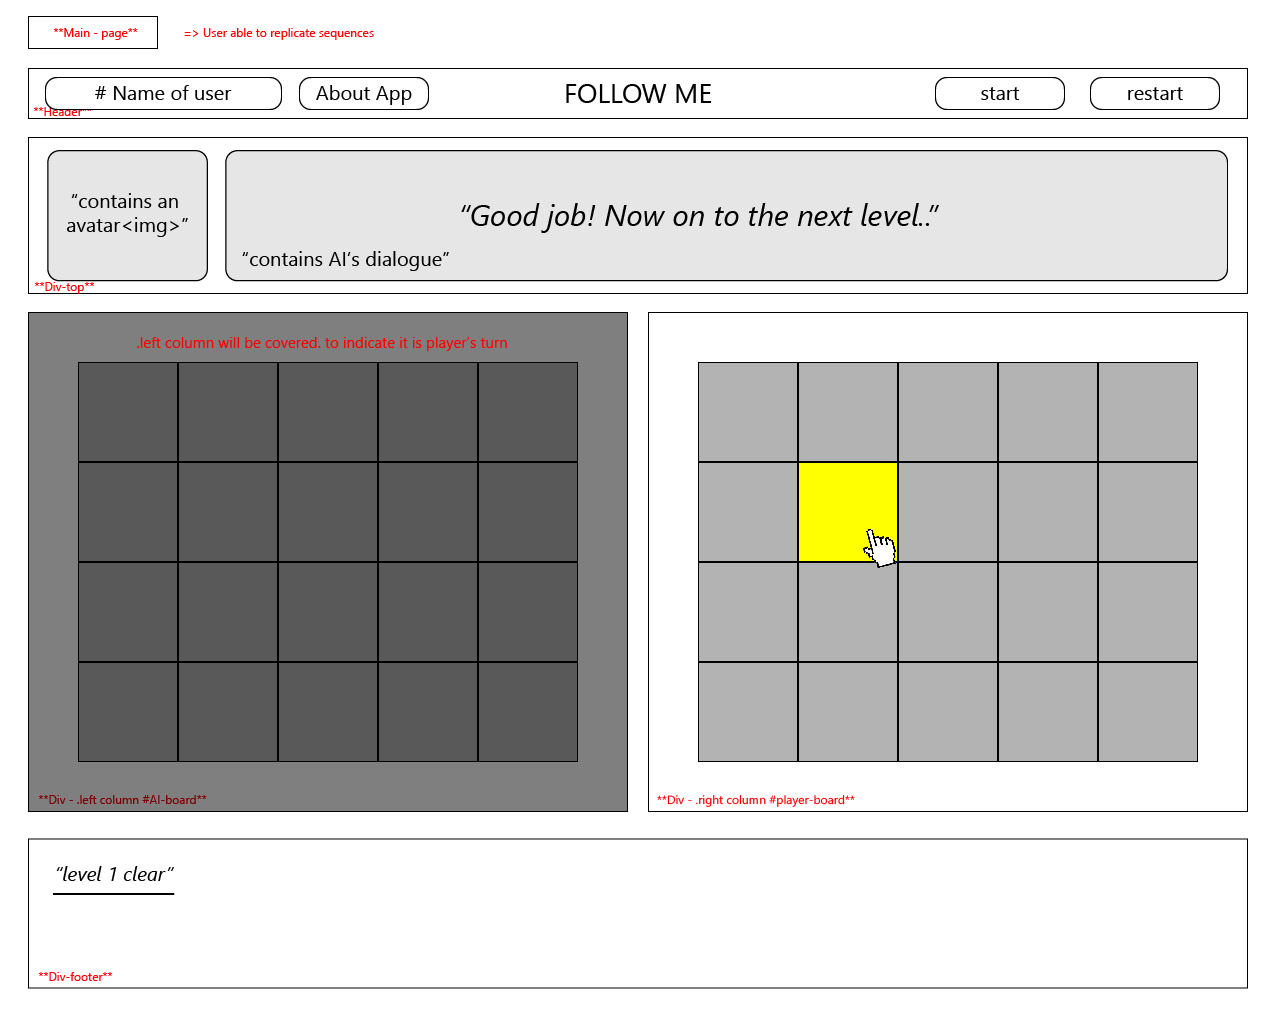 **Main - page**
=> User able to replicate sequences
# Name of user
About App
FOLLOW ME
start
restart
**Header**
“contains an
avatar<img>”
“Good job! Now on to the next level..”
“contains AI’s dialogue”
**Div-top**
.left column will be covered. to indicate it is player’s turn
**Div - .left column #AI-board**
**Div - .right column #player-board**
“level 1 clear”
**Div-footer**